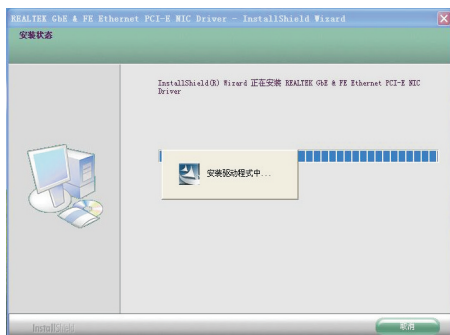 REALTEK GbE & FE Ethernet PCI-E NIC Driver - InstallShield Wizard
安装状态
InstallShield(R) Wizard 正在安装 REALTEK GbE & FE Ethernet PCI-E NIC
Driver
安装驱动程式中...
InstallShield
取消